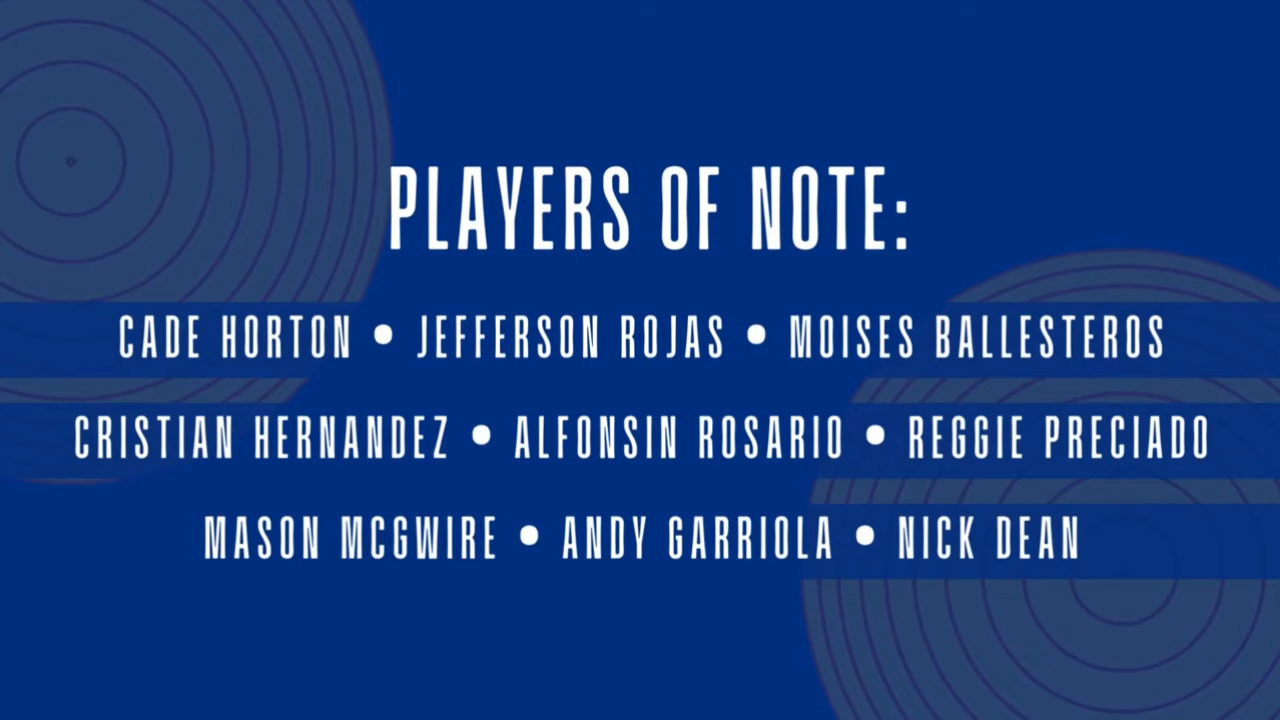 PLAYERS OF NOTE:
CADE HORTON • JEFFERSON ROJAS • MOISES BALLESTEROS
CRISTIAN HERNANDEZ • ALFONSIN ROSARIO • REGGIE PRECIADO
MASON MCGWIRE • ANDY GARRIOLA • NICK DEAN